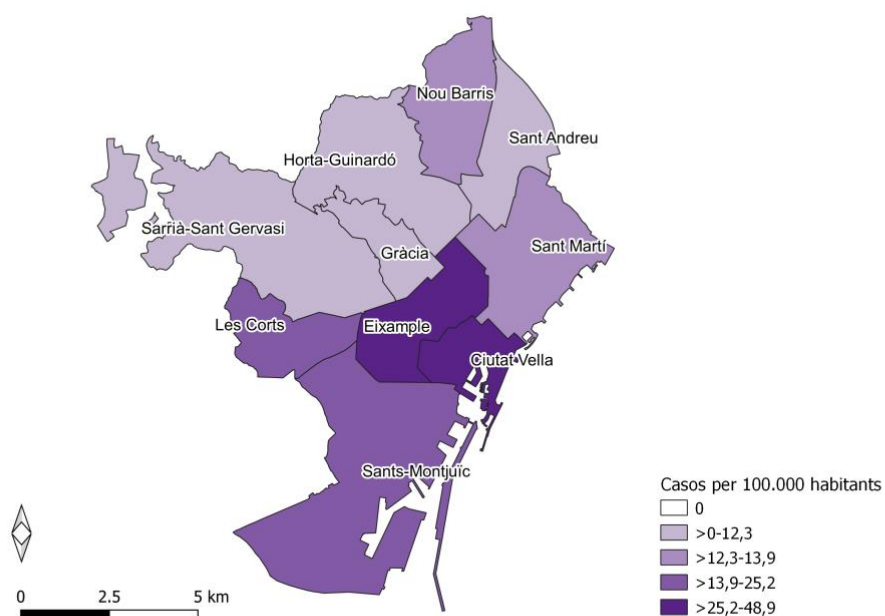 Nou Barris
Sant Andreu
Horta-Guinardó
Sarrià-Sant Gervasi
Gràcia
Sant Martí
Les Corts
Eixample
Ciutat Vella
Sants-Montjuïc
Casos per 100.000 habitants
0
>0-12,3
>12,3-13,9
>13,9-25,2
>25,2-48,9
0 2.5 5 km